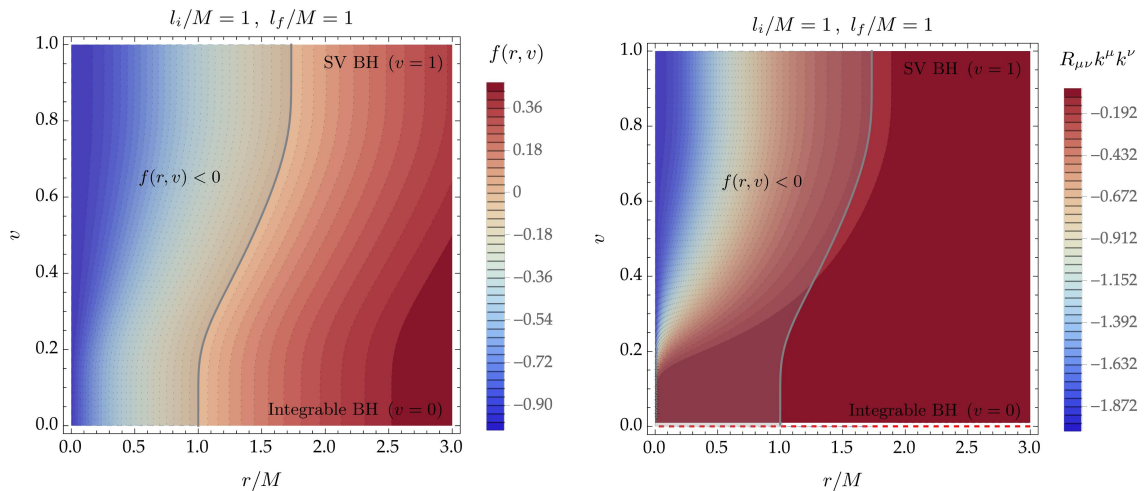 l_i/M = 1 , l_f/M = 1
f(r, v)
SV BH (v = 1)
f(r, v) < 0
Integrable BH (v = 0)
v
1.0
0.8
0.6
0.4
0.2
0.0
0.0 0.5 1.0 1.5 2.0 2.5 3.0
r/M
0.36
0.18
0
−0.18
−0.36
−0.54
−0.72
−0.90
l_i/M = 1 , l_f/M = 1
R_{μν}k^μk^ν
SV BH (v = 1)
f(r, v) < 0
Integrable BH (v = 0)
v
1.0
0.8
0.6
0.4
0.2
0.0
0.0 0.5 1.0 1.5 2.0 2.5 3.0
r/M
−0.192
−0.432
−0.672
−0.912
−1.152
−1.392
−1.632
−1.872